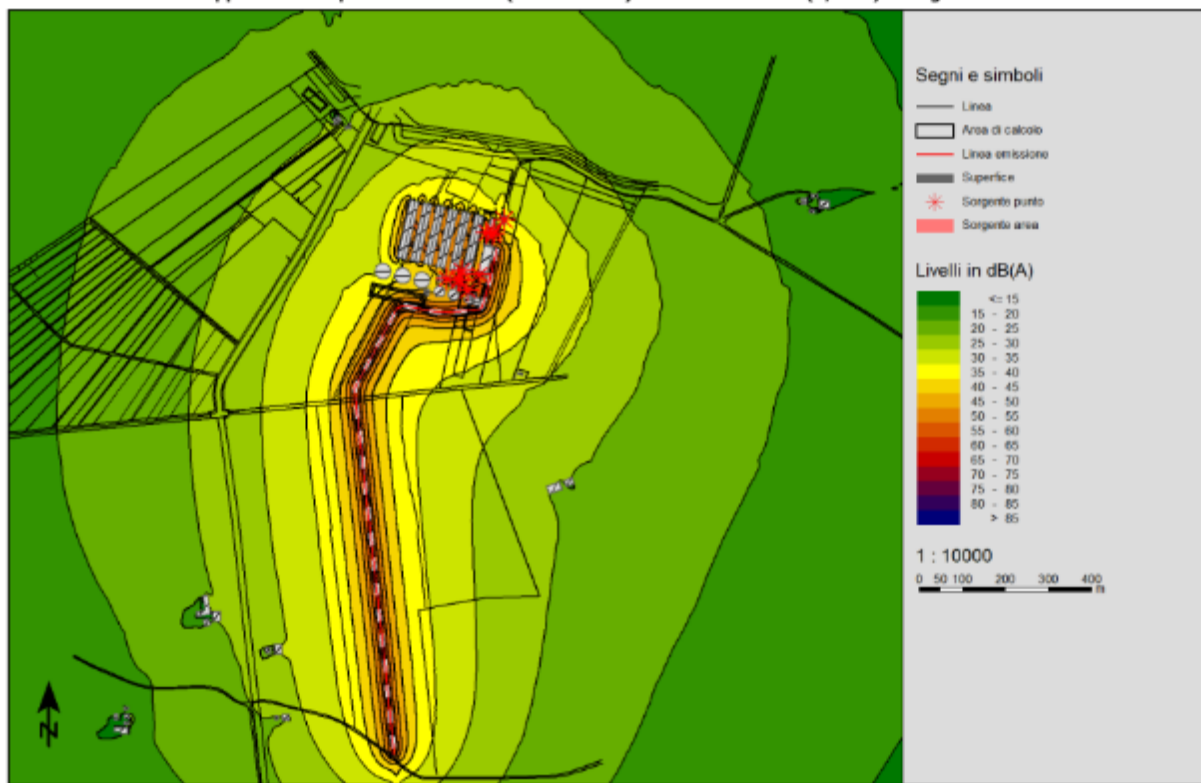 Segni e simboli
Linea
Area di calcolo
Linea emissione
Superfice
Sorgente punto
Sorgente area
Livelli in dB(A)
<= 15
15 - 20
20 - 25
25 - 30
30 - 35
35 - 40
40 - 45
45 - 50
50 - 55
55 - 60
60 - 65
65 - 70
70 - 75
75 - 80
80 - 85
> 85
1 : 10000
0 50 100 200 300 400
m
N